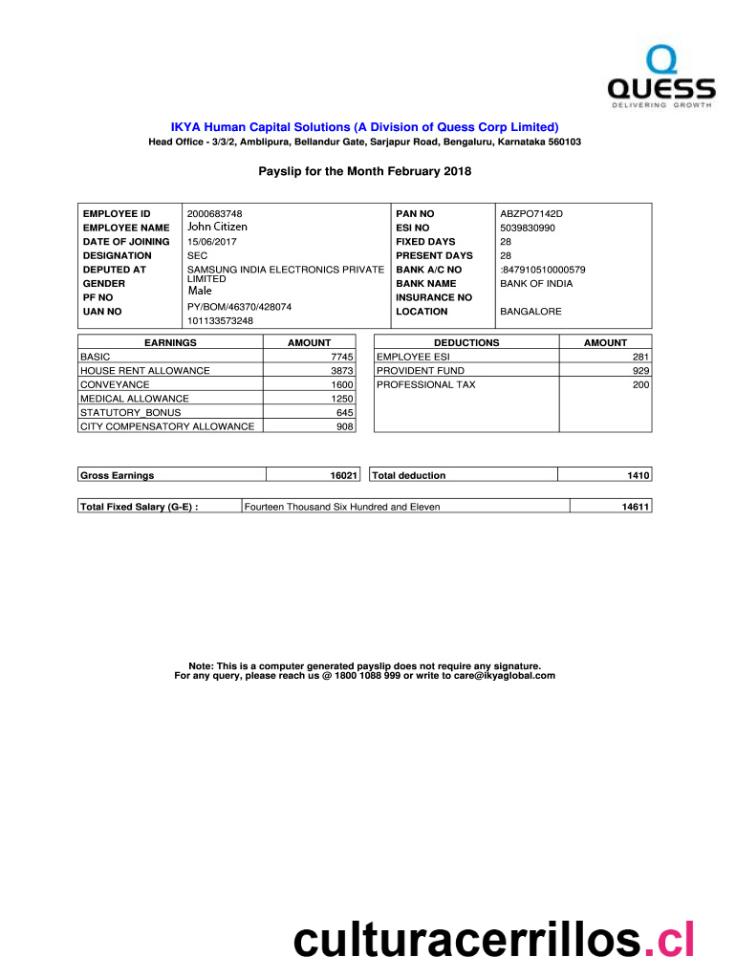 QUESS
DELIVERING GROWTH
IKYA Human Capital Solutions (A Division of Quess Corp Limited)
Head Office - 3/3/2, Amblipura, Bellandur Gate, Sarjapur Road, Bengaluru, Karnataka 560103
Payslip for the Month February 2018
EMPLOYEE ID 2000683748 PAN NO ABZPO7142D
EMPLOYEE NAME John Citizen ESI NO 5039830990
DATE OF JOINING 15/06/2017 FIXED DAYS 28
DESIGNATION SEC PRESENT DAYS 28
DEPUTED AT SAMSUNG INDIA ELECTRONICS PRIVATE LIMITED BANK A/C NO :847910510000579
GENDER Male BANK NAME BANK OF INDIA
PF NO PY/BOM/46370/428074 INSURANCE NO
UAN NO 101133573248 LOCATION BANGALORE
EARNINGS AMOUNT DEDUCTIONS AMOUNT
BASIC 7745 EMPLOYEE ESI 281
HOUSE RENT ALLOWANCE 3873 PROVIDENT FUND 929
CONVEYANCE 1600 PROFESSIONAL TAX 200
MEDICAL ALLOWANCE 1250
STATUTORY_BONUS 645
CITY COMPENSATORY ALLOWANCE 908
Gross Earnings 16021 Total deduction 1410
Total Fixed Salary (G-E) : Fourteen Thousand Six Hundred and Eleven 14611
Note: This is a computer generated payslip does not require any signature.
For any query, please reach us @ 1800 1088 999 or write to care@ikyaglobal.com
culturacerrillos.cl